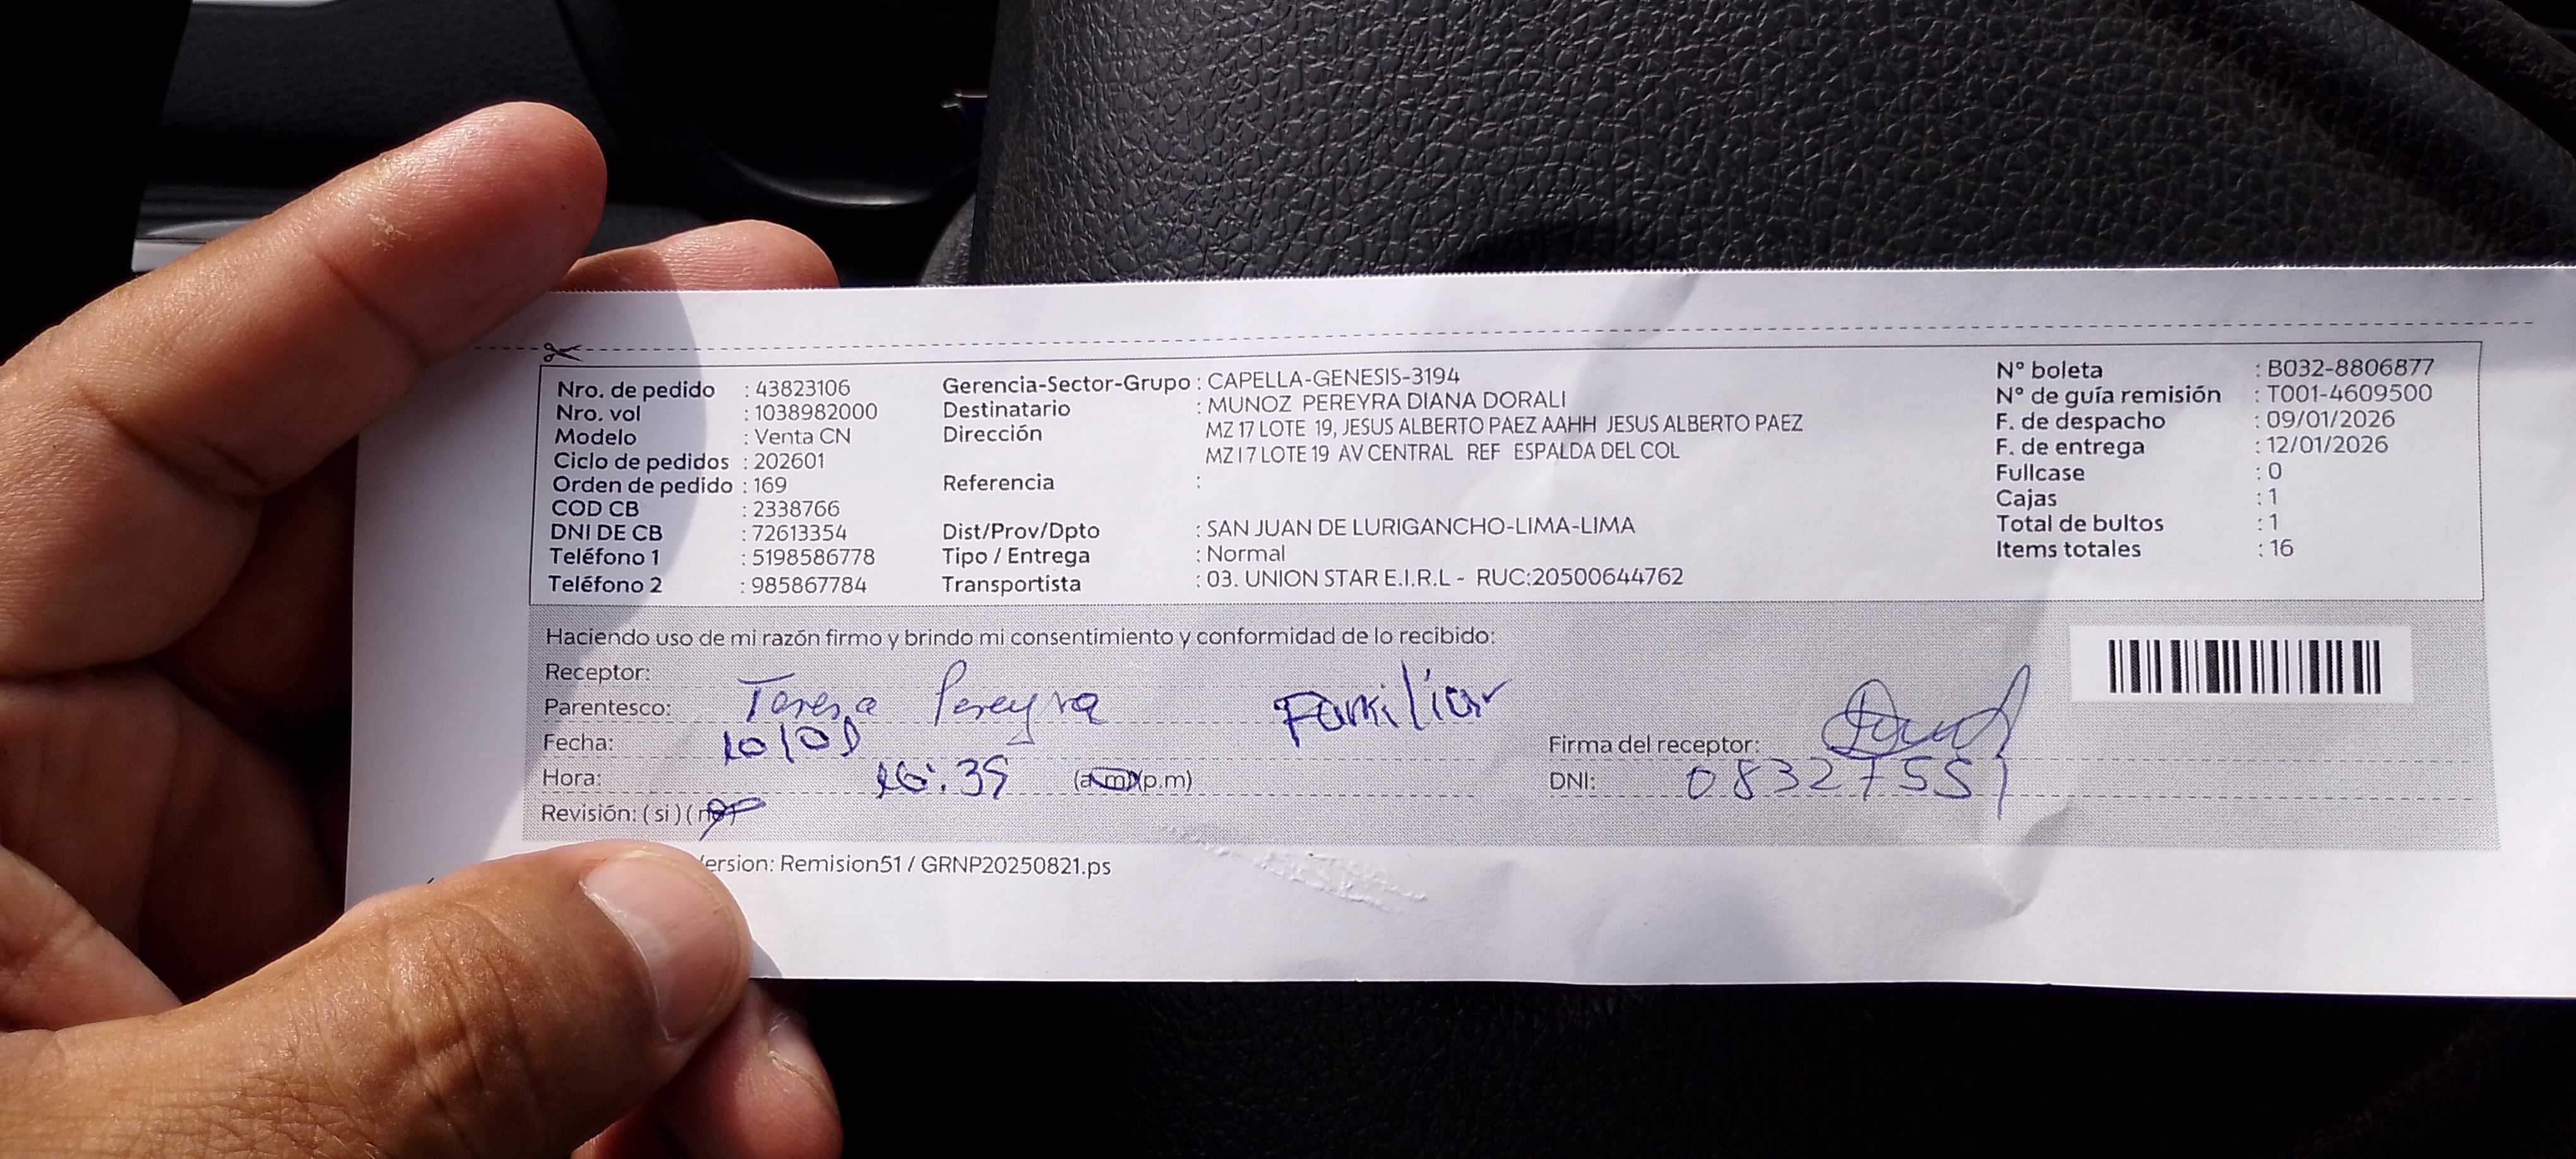 Nro. de pedido : 43823106 Gerencia-Sector-Grupo : CAPELLA-GENESIS-3194 N° boleta : B032-8806877
Nro. vol : 1038982000 Destinatario : MUNOZ PEREYRA DIANA DORALI N° de guía remisión : T001-4609500
Modelo : Venta CN Dirección MZ 17 LOTE 19, JESUS ALBERTO PAEZ AAHH JESUS ALBERTO PAEZ F. de despacho : 09/01/2026
Ciclo de pedidos : 202601 MZ I 7 LOTE 19 AV CENTRAL REF ESPALDA DEL COL F. de entrega : 12/01/2026
Orden de pedido : 169 Referencia : Fullcase : 0
COD CB : 2338766 Cajas : 1
DNI DE CB : 72613354 Dist/Prov/Dpto : SAN JUAN DE LURIGANCHO-LIMA-LIMA Total de bultos : 1
Teléfono 1 : 5198586778 Tipo / Entrega : Normal Items totales : 16
Teléfono 2 : 985867784 Transportista : 03. UNION STAR E.I.R.L - RUC:20500644762
Haciendo uso de mi razón firmo y brindo mi consentimiento y conformidad de lo recibido:
Receptor:
Parentesco: Teresa Pereyra Familiar
Fecha: Firma del receptor:
Hora: 16:39 (a.m)(p.m) DNI: 08327551
Revisión: ( si ) ( no )
ersion: Remision51 / GRNP20250821.ps